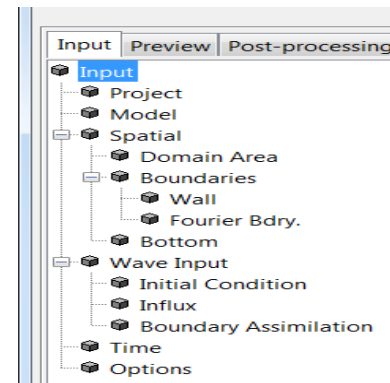 Input Preview Post-processing
Input
Project
Model
Spatial
Domain Area
Boundaries
Wall
Fourier Bdry.
Bottom
Wave Input
Initial Condition
Influx
Boundary Assimilation
Time
Options